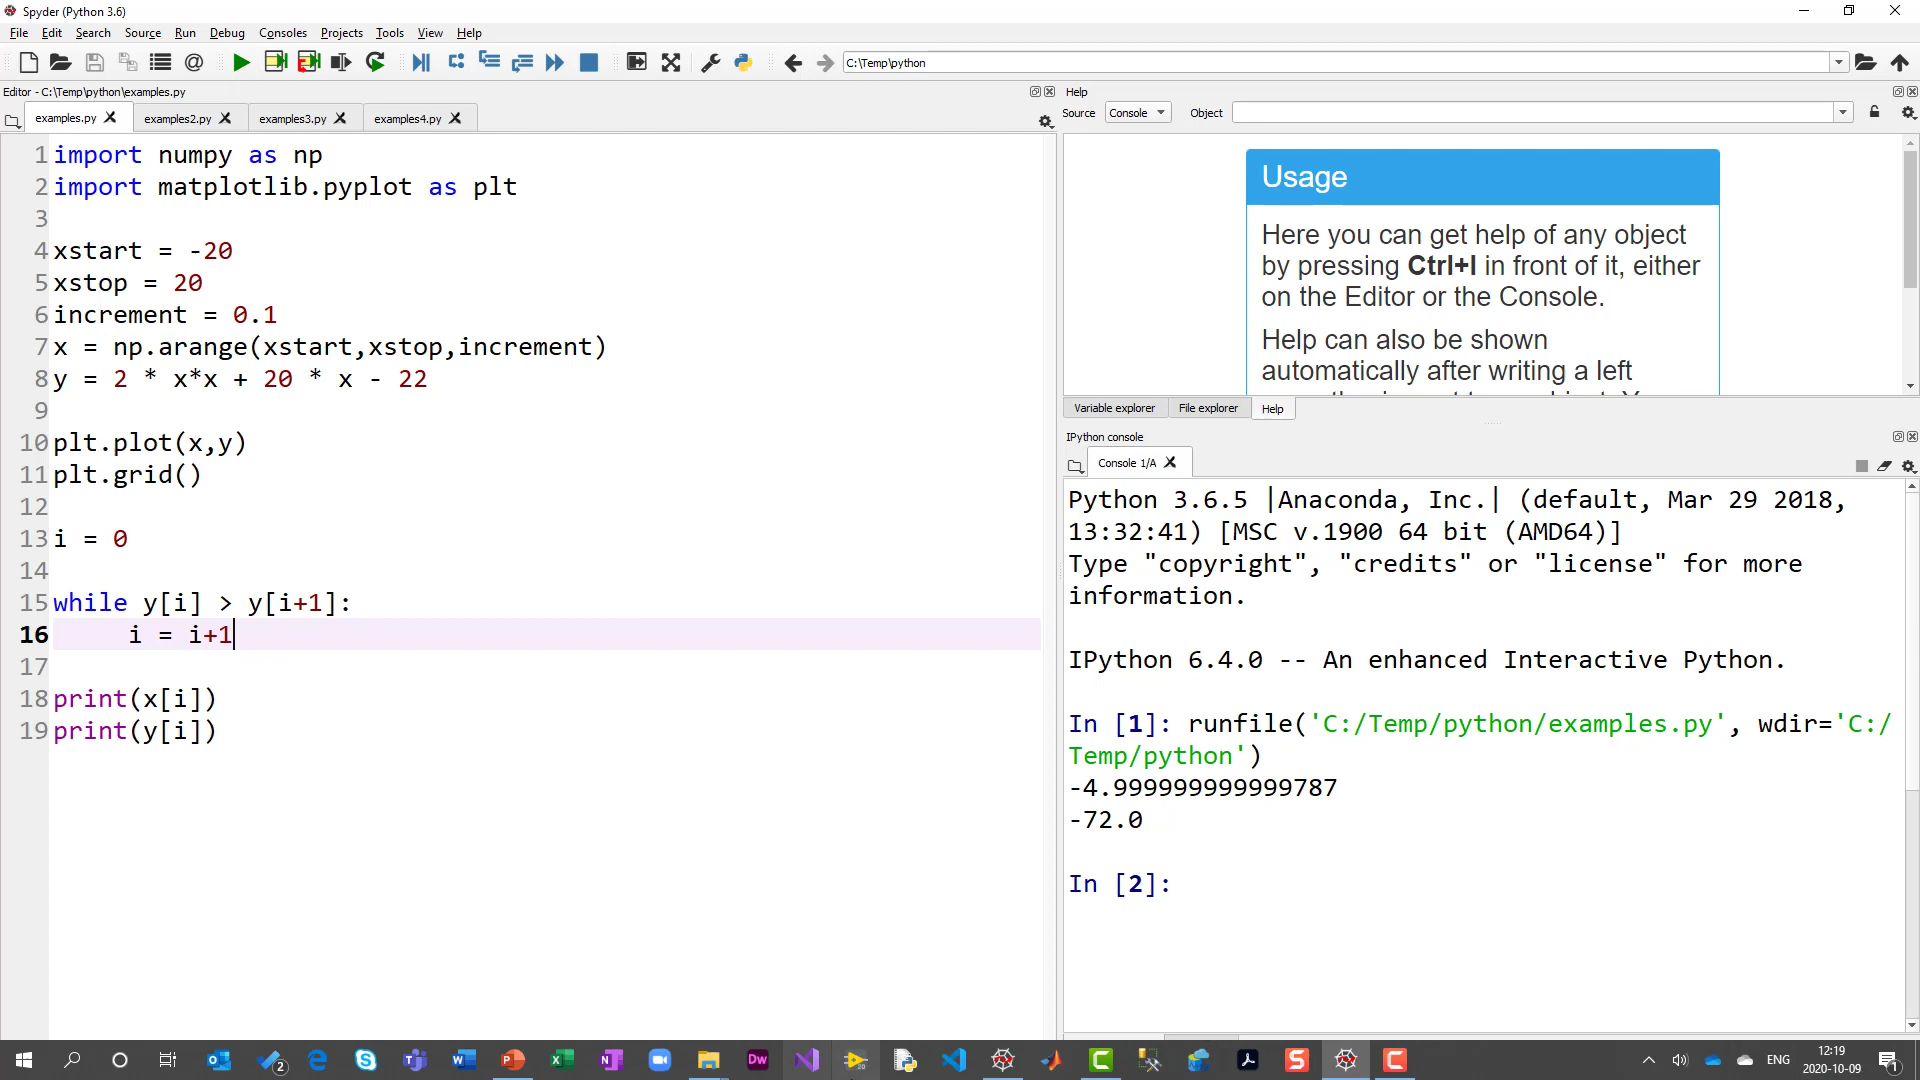 Spyder (Python 3.6)
File Edit Search Source Run Debug Consoles Projects Tools View Help
C:\Temp\python
Editor - C:\Temp\python\examples.py
examples.py examples2.py examples3.py examples4.py
1 import numpy as np
2 import matplotlib.pyplot as plt
3
4 xstart = -20
5 xstop = 20
6 increment = 0.1
7 x = np.arange(xstart,xstop,increment)
8 y = 2 * x*x + 20 * x - 22
9
10 plt.plot(x,y)
11 plt.grid()
12
13 i = 0
14
15 while y[i] > y[i+1]:
16 i = i+1
17
18 print(x[i])
19 print(y[i])
Help
Source Console Object
Usage
Here you can get help of any object
by pressing Ctrl+I in front of it, either
on the Editor or the Console.
Help can also be shown
automatically after writing a left
Variable explorer File explorer Help
IPython console
Console 1/A
Python 3.6.5 |Anaconda, Inc.| (default, Mar 29 2018,
13:32:41) [MSC v.1900 64 bit (AMD64)]
Type "copyright", "credits" or "license" for more
information.
IPython 6.4.0 -- An enhanced Interactive Python.
In [1]: runfile('C:/Temp/python/examples.py', wdir='C:/
Temp/python')
-4.999999999999787
-72.0
In [2]:
ENG
12:19
2020-10-09